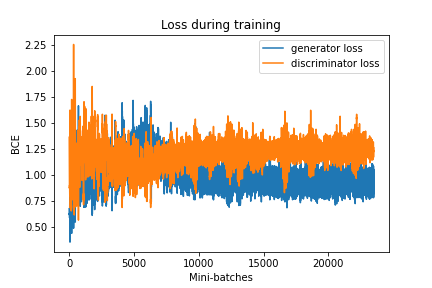 Loss during training
generator loss
discriminator loss
2.25
2.00
1.75
1.50
1.25
1.00
0.75
0.50
BCE
0 5000 10000 15000 20000
Mini-batches